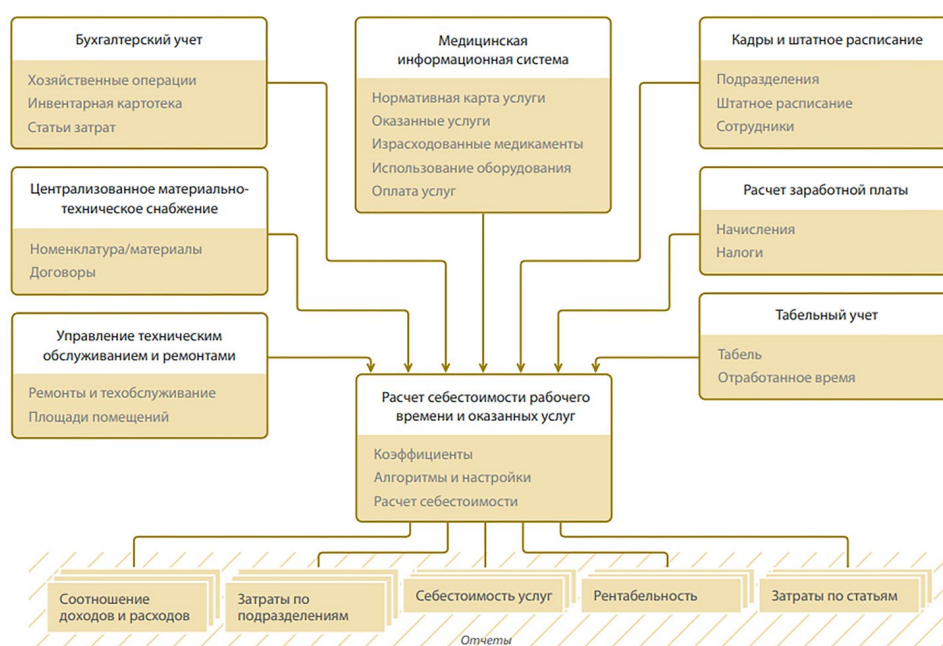 Бухгалтерский учет
Хозяйственные операции
Инвентарная картотека
Статьи затрат
Медицинская
информационная система
Нормативная карта услуги
Оказанные услуги
Израсходованные медикаменты
Использование оборудования
Оплата услуг
Кадры и штатное расписание
Подразделения
Штатное расписание
Сотрудники
Централизованное материально-
техническое снабжение
Номенклатура/материалы
Договоры
Расчет заработной платы
Начисления
Налоги
Управление техническим
обслуживанием и ремонтами
Ремонты и техобслуживание
Площади помещений
Табельный учет
Табель
Отработанное время
Расчет себестоимости рабочего
времени и оказанных услуг
Коэффициенты
Алгоритмы и настройки
Расчет себестоимости
Соотношение
доходов и расходов
Затраты по
подразделениям
Себестоимость услуг
Рентабельность
Затраты по статьям
Отчеты